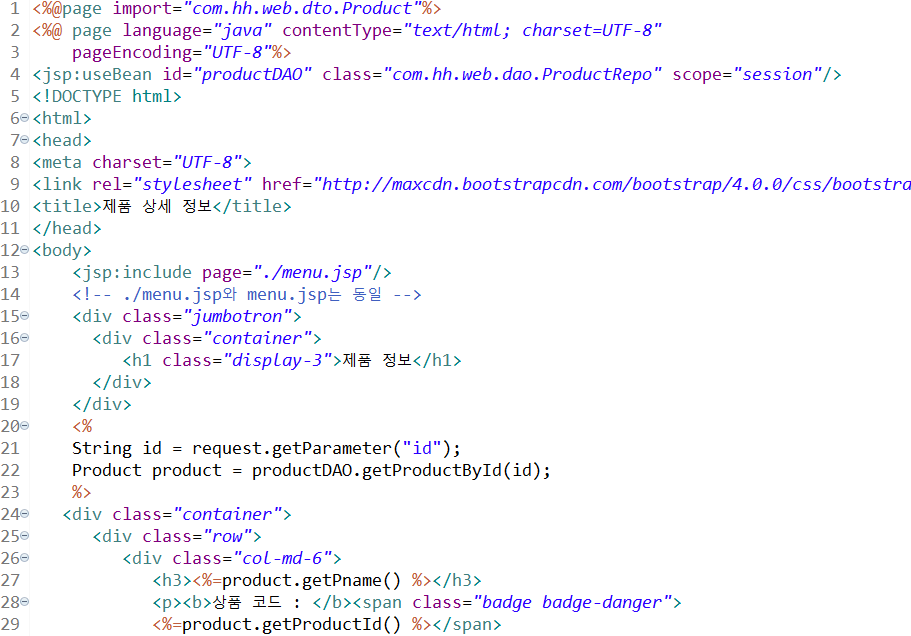 1 <%@page import="com.hh.web.dto.Product"%>
2 <%@ page language="java" contentType="text/html; charset=UTF-8"
3     pageEncoding="UTF-8"%>
4 <jsp:useBean id="productDAO" class="com.hh.web.dao.ProductRepo" scope="session"/>
5 <!DOCTYPE html>
6 <html>
7 <head>
8 <meta charset="UTF-8">
9 <link rel="stylesheet" href="http://maxcdn.bootstrapcdn.com/bootstrap/4.0.0/css/bootstra
10 <title>제품 상세 정보</title>
11 </head>
12 <body>
13     <jsp:include page="./menu.jsp"/>
14     <!-- ./menu.jsp와 menu.jsp는 동일 -->
15     <div class="jumbotron">
16       <div class="container">
17          <h1 class="display-3">제품 정보</h1>
18       </div>
19     </div>
20     <%
21     String id = request.getParameter("id");
22     Product product = productDAO.getProductById(id);
23     %>
24    <div class="container">
25       <div class="row">
26          <div class="col-md-6">
27             <h3><%=product.getPname() %></h3>
28             <p><b>상품 코드 : </b><span class="badge badge-danger">
29             <%=product.getProductId() %></span>